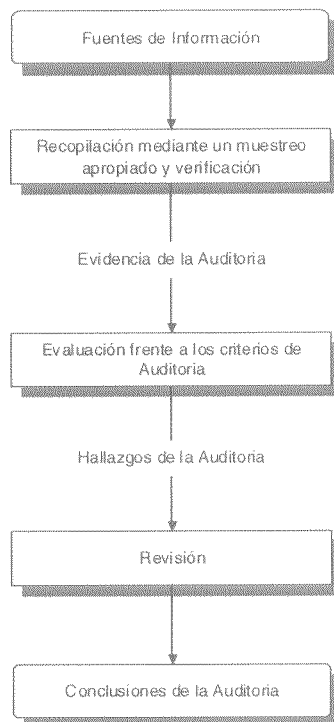 Fuentes de Información
Recopilación mediante un muestreo
apropiado y verificación
Evidencia de la Auditoria
Evaluación frente a los criterios de
Auditoria
Hallazgos de la Auditoria
Revisión
Conclusiones de la Auditoria